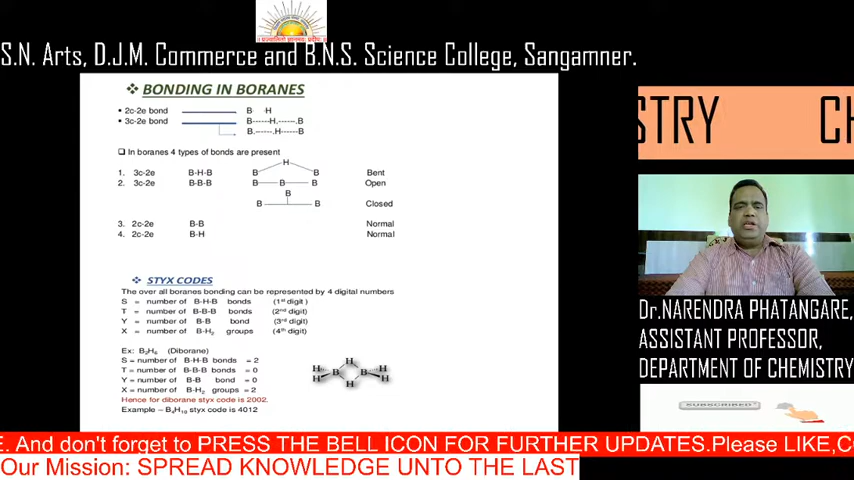 S.N. Arts, D.J.M. Commerce and B.N.S. Science College, Sangamner.
❖ BONDING IN BORANES
• 2c-2e bond B H
• 3c-2e bond B------H.------.B
B.------.H------B
❑ In boranes 4 types of bonds are present
H
1. 3c-2e B-H-B B B Bent
2. 3c-2e B-B-B B B B Open
B
B B Closed
3. 2c-2e B-B Normal
4. 2c-2e B-H Normal
❖ STYX CODES
The over all boranes bonding can be represented by 4 digital numbers
S = number of B-H-B bonds (1st digit )
T = number of B-B-B bonds (2nd digit)
Y = number of B-B bond (3rd digit)
X = number of B-H2 groups (4th digit)
Ex: B2H6 (Diborane)
S = number of B-H-B bonds = 2
T = number of B-B-B bonds = 0
Y = number of B-B bond = 0
X = number of B-H2 groups = 2
Hence for diborane styx code is 2002.
Example – B4H10 styx code is 4012
H H H
B B
H H H
STRY CH
Dr.NARENDRA PHATANGARE,
ASSISTANT PROFESSOR,
DEPARTMENT OF CHEMISTRY
SUBSCRIBED
E. And don't forget to PRESS THE BELL ICON FOR FURTHER UPDATES.Please LIKE,Co
Our Mission: SPREAD KNOWLEDGE UNTO THE LAST